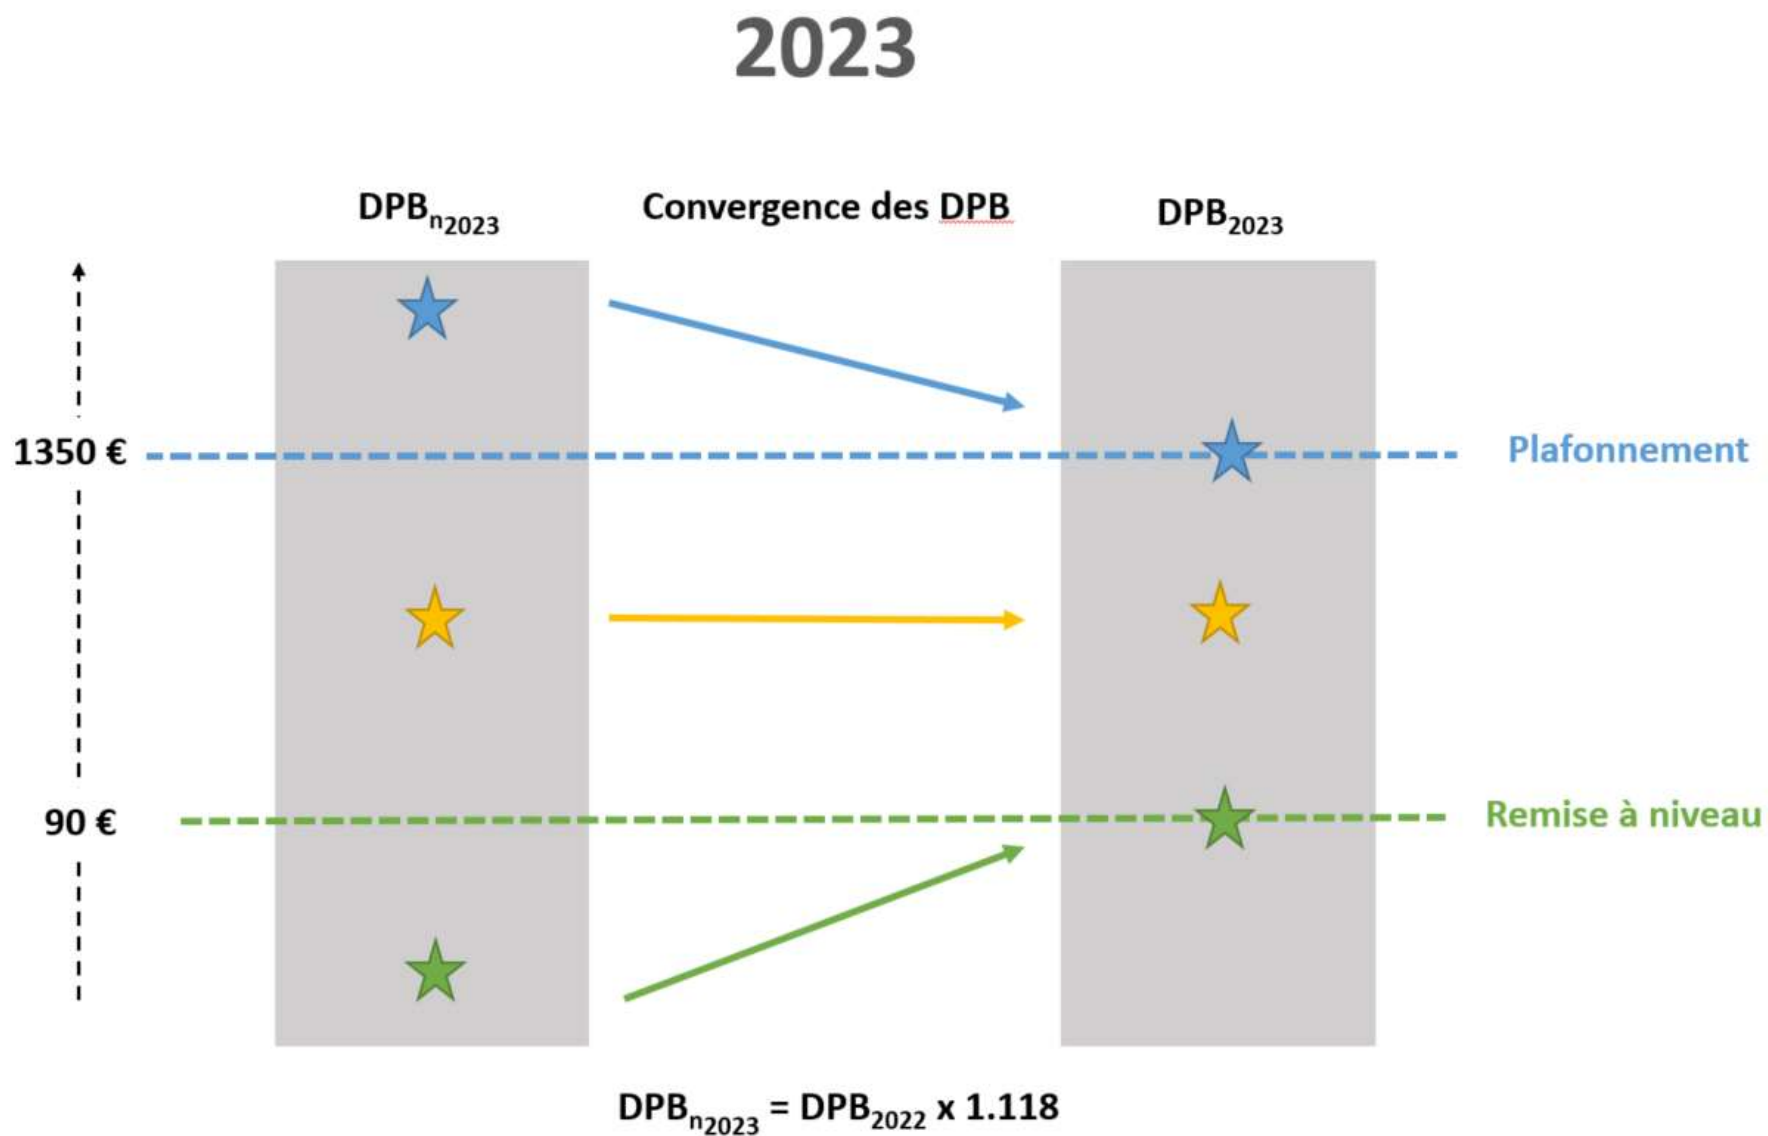 2023
DPBn2023 Convergence des DPB DPB2023
1350 € Plafonnement
90 € Remise à niveau
DPBn2023 = DPB2022 x 1.118